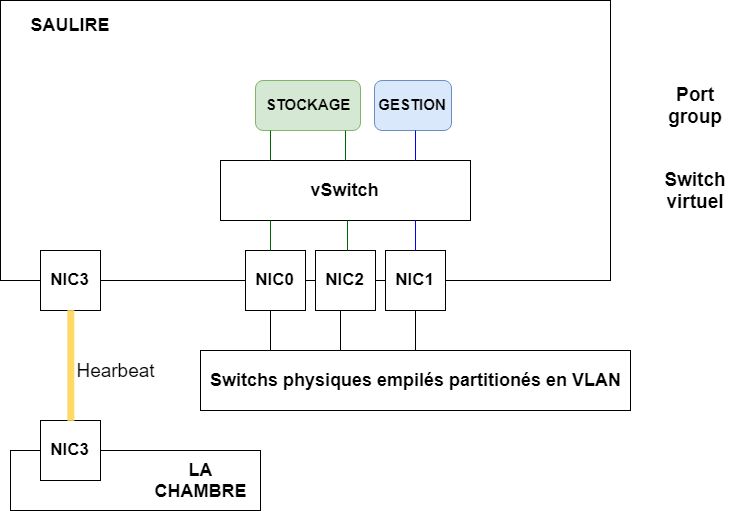 SAULIRE
STOCKAGE
GESTION
Port
group
vSwitch
Switch
virtuel
NIC3
NIC0
NIC2
NIC1
Hearbeat
Switchs physiques empilés partitionés en VLAN
NIC3
LA
CHAMBRE